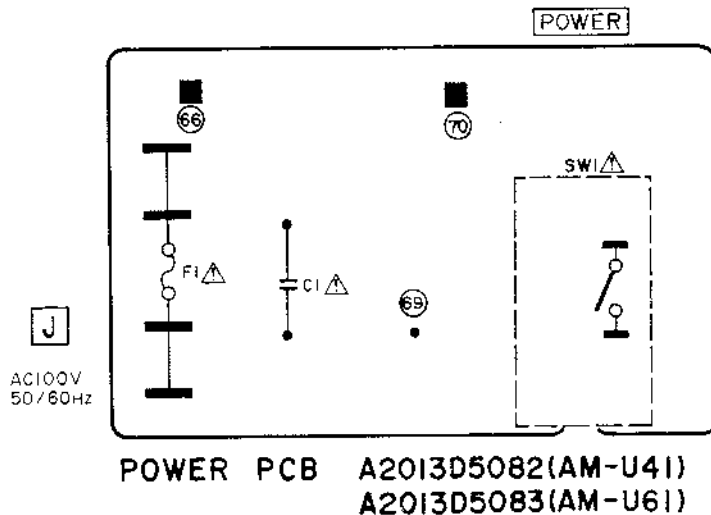 POWER
66
70
SW1⚠
F1⚠
C1⚠
69
J
AC100V
50/60Hz
POWER PCB A2013D5082(AM-U41)
A2013D5083(AM-U61)